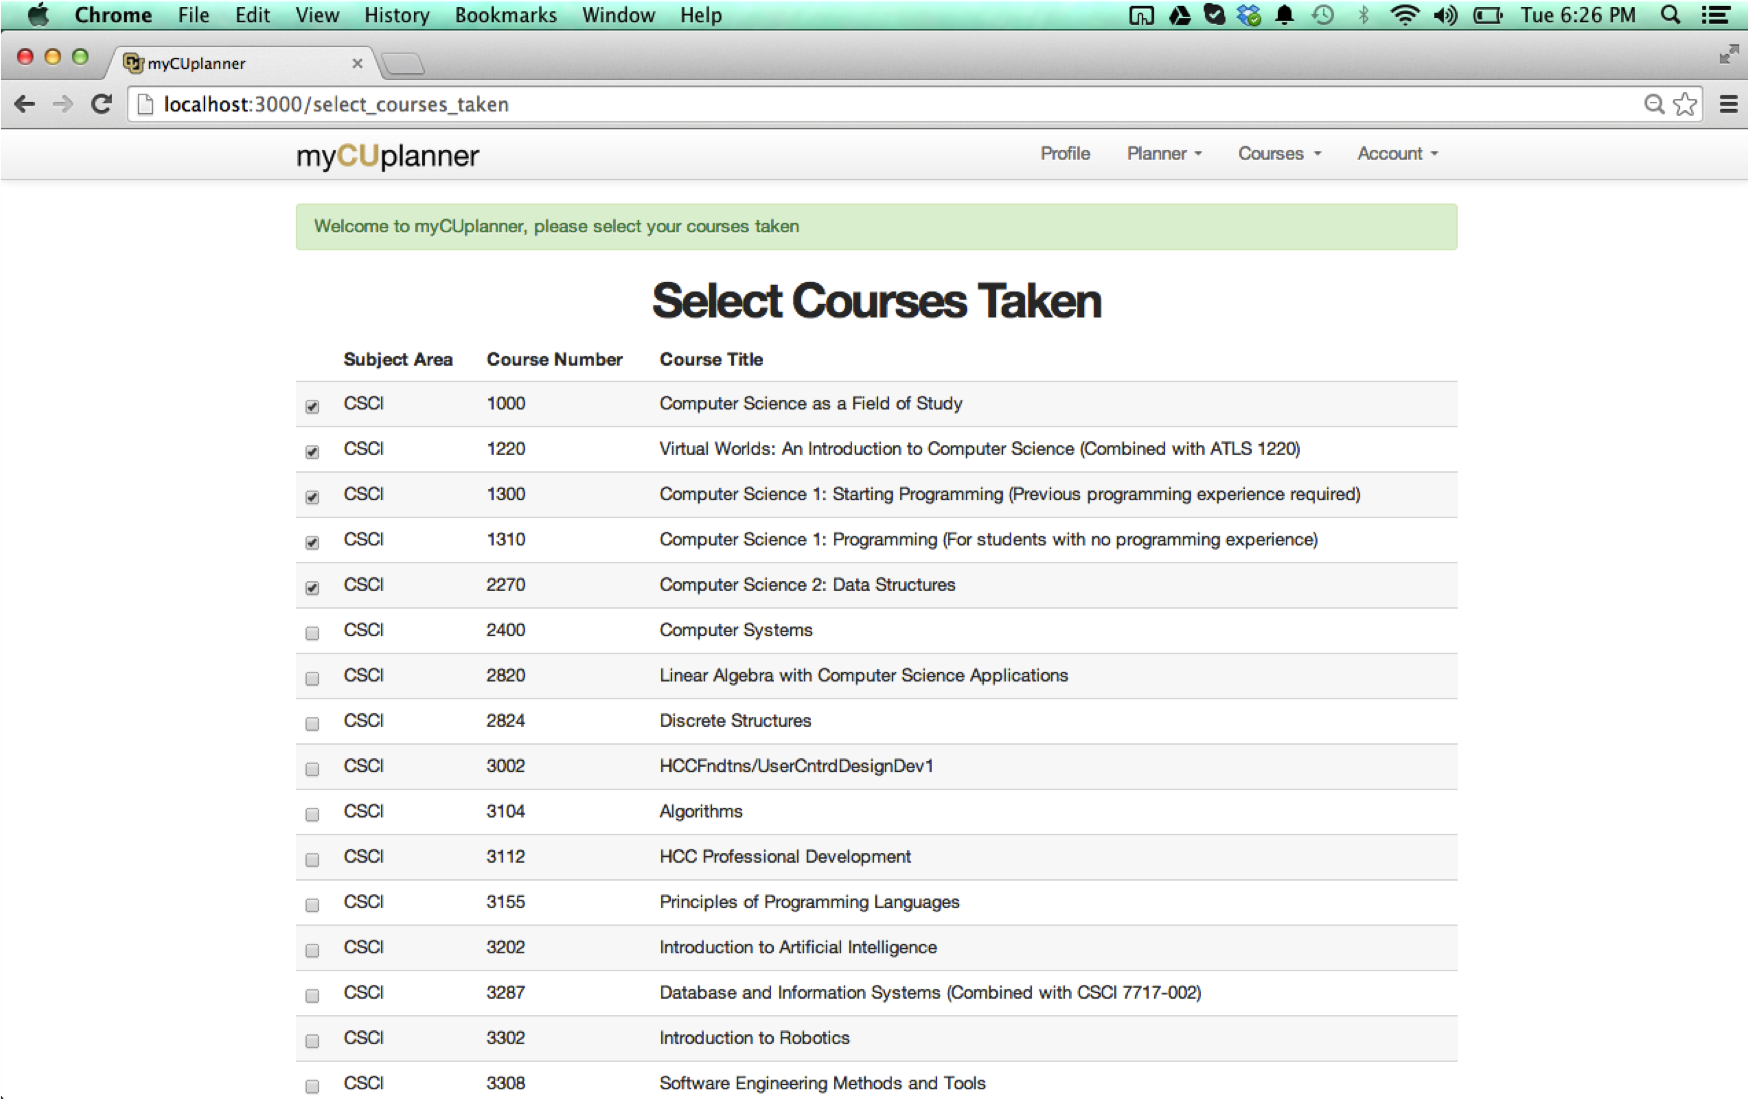 Chrome File Edit View History Bookmarks Window Help Tue 6:26 PM
myCUplanner
localhost:3000/select_courses_taken
myCUplanner Profile Planner Courses Account
Welcome to myCUplanner, please select your courses taken
Select Courses Taken
Subject Area Course Number Course Title
CSCI 1000 Computer Science as a Field of Study
CSCI 1220 Virtual Worlds: An Introduction to Computer Science (Combined with ATLS 1220)
CSCI 1300 Computer Science 1: Starting Programming (Previous programming experience required)
CSCI 1310 Computer Science 1: Programming (For students with no programming experience)
CSCI 2270 Computer Science 2: Data Structures
CSCI 2400 Computer Systems
CSCI 2820 Linear Algebra with Computer Science Applications
CSCI 2824 Discrete Structures
CSCI 3002 HCCFndtns/UserCntrdDesignDev1
CSCI 3104 Algorithms
CSCI 3112 HCC Professional Development
CSCI 3155 Principles of Programming Languages
CSCI 3202 Introduction to Artificial Intelligence
CSCI 3287 Database and Information Systems (Combined with CSCI 7717-002)
CSCI 3302 Introduction to Robotics
CSCI 3308 Software Engineering Methods and Tools